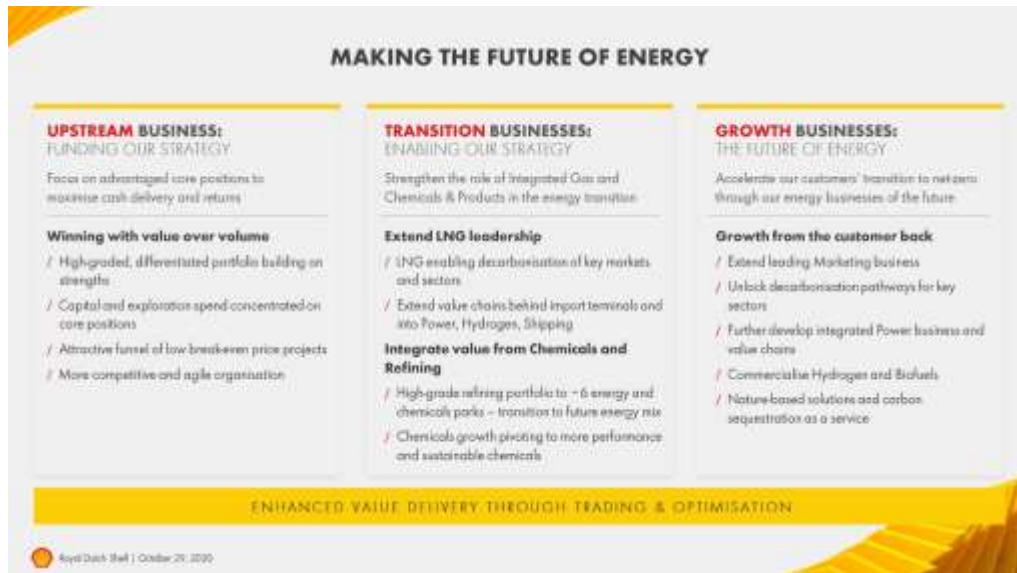 MAKING THE FUTURE OF ENERGY
UPSTREAM BUSINESS:
FUNDING OUR STRATEGY
Focus on advantaged core positions to
maximise cash delivery and returns
Winning with value over volume
/ High-graded, differentiated portfolio building on
strengths
/ Capital and exploration spend concentrated on
core positions
/ Attractive funnel of low break-even price projects
/ More competitive and agile organisation
TRANSITION BUSINESSES:
ENABLING OUR STRATEGY
Strengthen the role of Integrated Gas and
Chemicals & Products in the energy transition
Extend LNG leadership
/ LNG enabling decarbonisation of key markets
and sectors
/ Extend value chains behind import terminals and
into Power, Hydrogen, Shipping
Integrate value from Chemicals and
Refining
/ High-grade refining portfolio to ~6 energy and
chemicals parks – transition to future energy mix
/ Chemicals growth pivoting to more performance
and sustainable chemicals
GROWTH BUSINESSES:
THE FUTURE OF ENERGY
Accelerate our customers' transition to net-zero
through our energy businesses of the future
Growth from the customer back
/ Extend leading Marketing business
/ Unlock decarbonisation pathways for key
sectors
/ Further develop integrated Power business and
value chains
/ Commercialise Hydrogen and Biofuels
/ Nature-based solutions and carbon
sequestration as a service
ENHANCED VALUE DELIVERY THROUGH TRADING & OPTIMISATION
Royal Dutch Shell | October 29, 2020